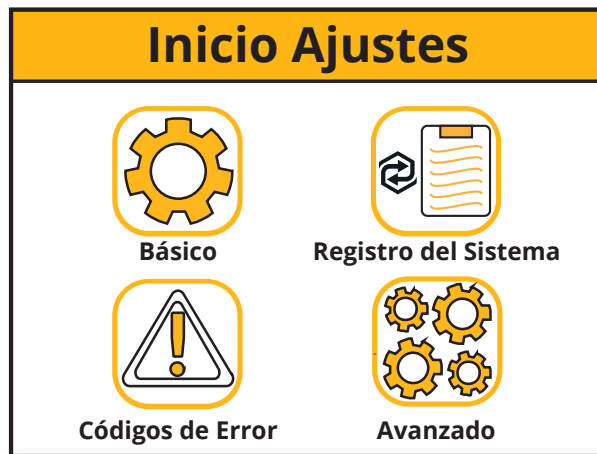 Inicio Ajustes
Básico
Registro del Sistema
Códigos de Error
Avanzado